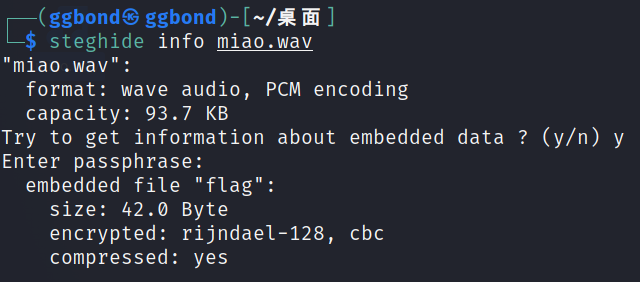 ┌──(ggbond㉿ggbond)-[~/桌面]
└─$ steghide info miao.wav
"miao.wav":
  format: wave audio, PCM encoding
  capacity: 93.7 KB
Try to get information about embedded data ? (y/n) y
Enter passphrase:
  embedded file "flag":
    size: 42.0 Byte
    encrypted: rijndael-128, cbc
    compressed: yes